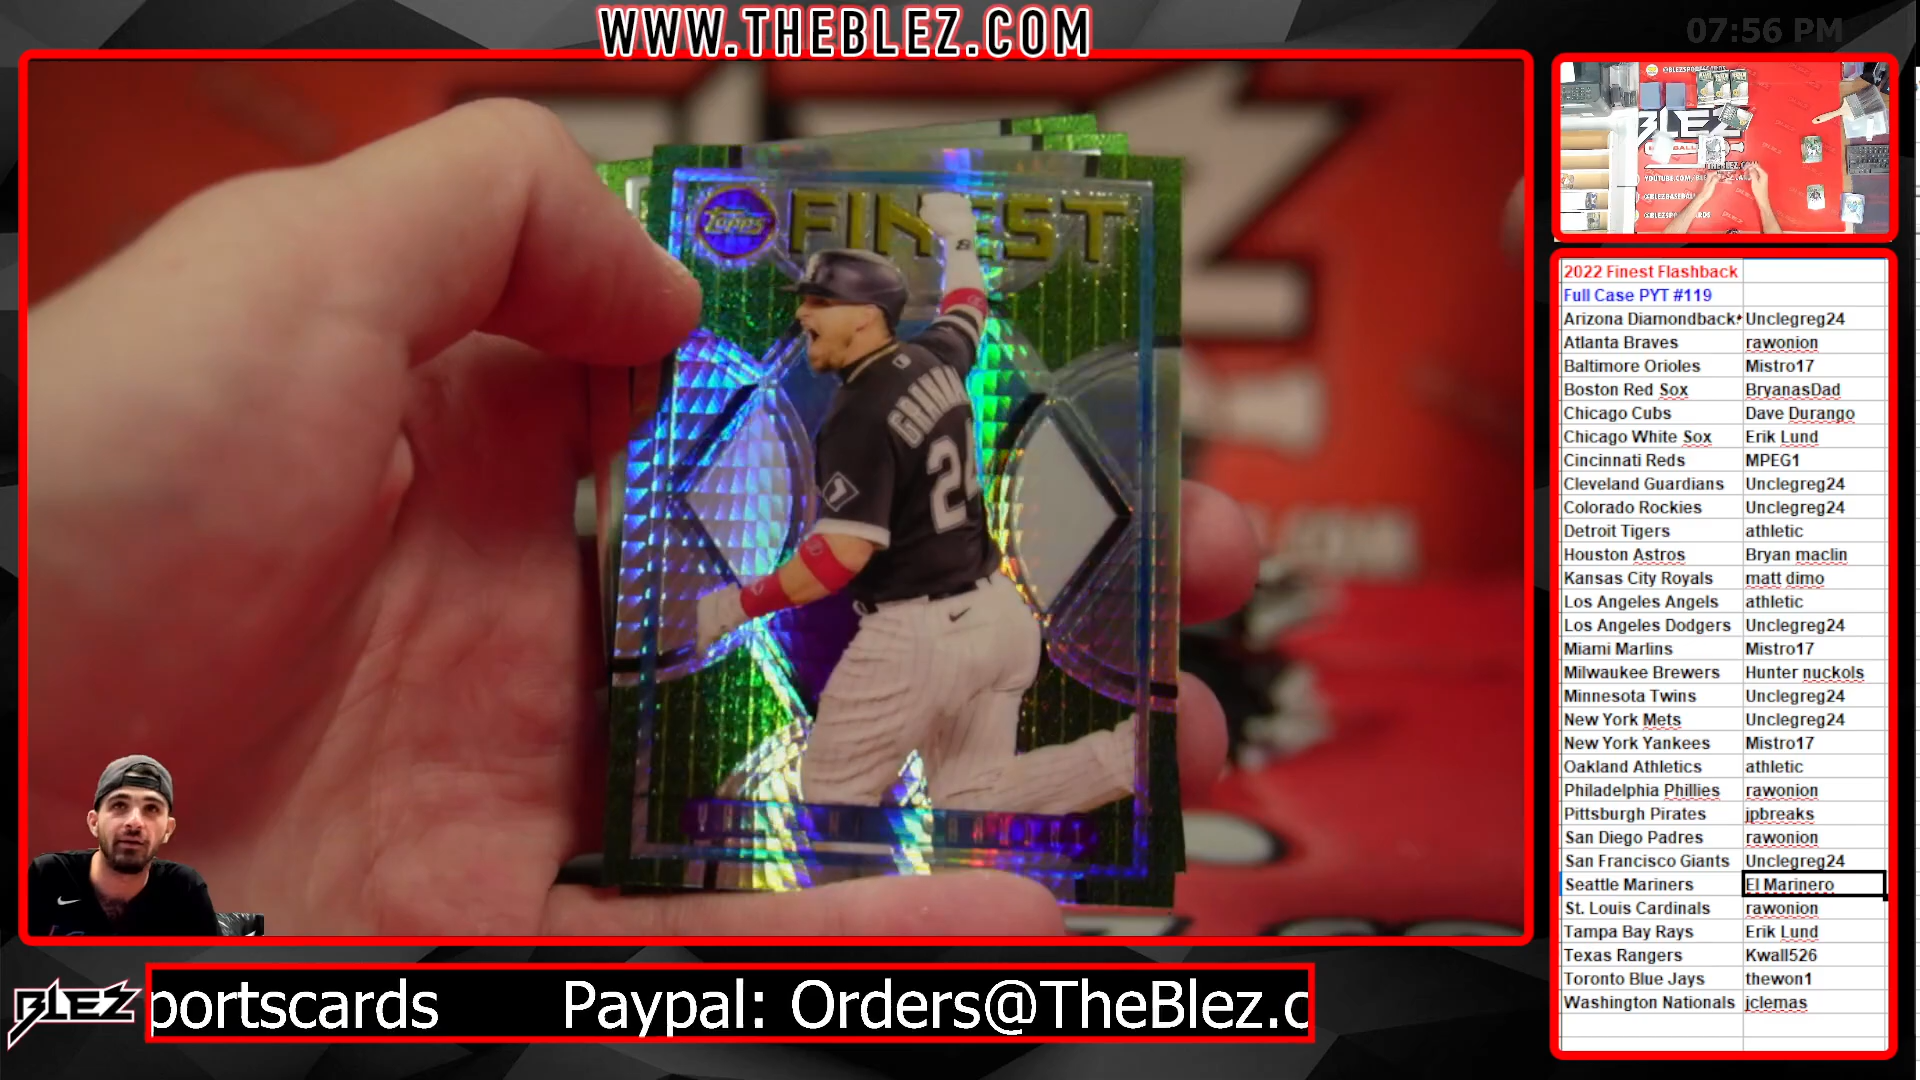 WWW.THEBLEZ.COM
07:56 PM
TOPPS
FINEST
24
2022 Finest Flashback
Full Case PYT #119
Arizona Diamondback Unclegreg24
Atlanta Braves rawonion
Baltimore Orioles Mistro17
Boston Red Sox BryanasDad
Chicago Cubs Dave Durango
Chicago White Sox Erik Lund
Cincinnati Reds MPEG1
Cleveland Guardians Unclegreg24
Colorado Rockies Unclegreg24
Detroit Tigers athletic
Houston Astros Bryan maclin
Kansas City Royals matt dimo
Los Angeles Angels athletic
Los Angeles Dodgers Unclegreg24
Miami Marlins Mistro17
Milwaukee Brewers Hunter nuckols
Minnesota Twins Unclegreg24
New York Mets Unclegreg24
New York Yankees Mistro17
Oakland Athletics athletic
Philadelphia Phillies rawonion
Pittsburgh Pirates jpbreaks
San Diego Padres rawonion
San Francisco Giants Unclegreg24
Seattle Mariners El Marinero
St. Louis Cardinals rawonion
Tampa Bay Rays Erik Lund
Texas Rangers Kwall526
Toronto Blue Jays thewon1
Washington Nationals jclemas
BLEZ
portscards Paypal: Orders@TheBlez.c